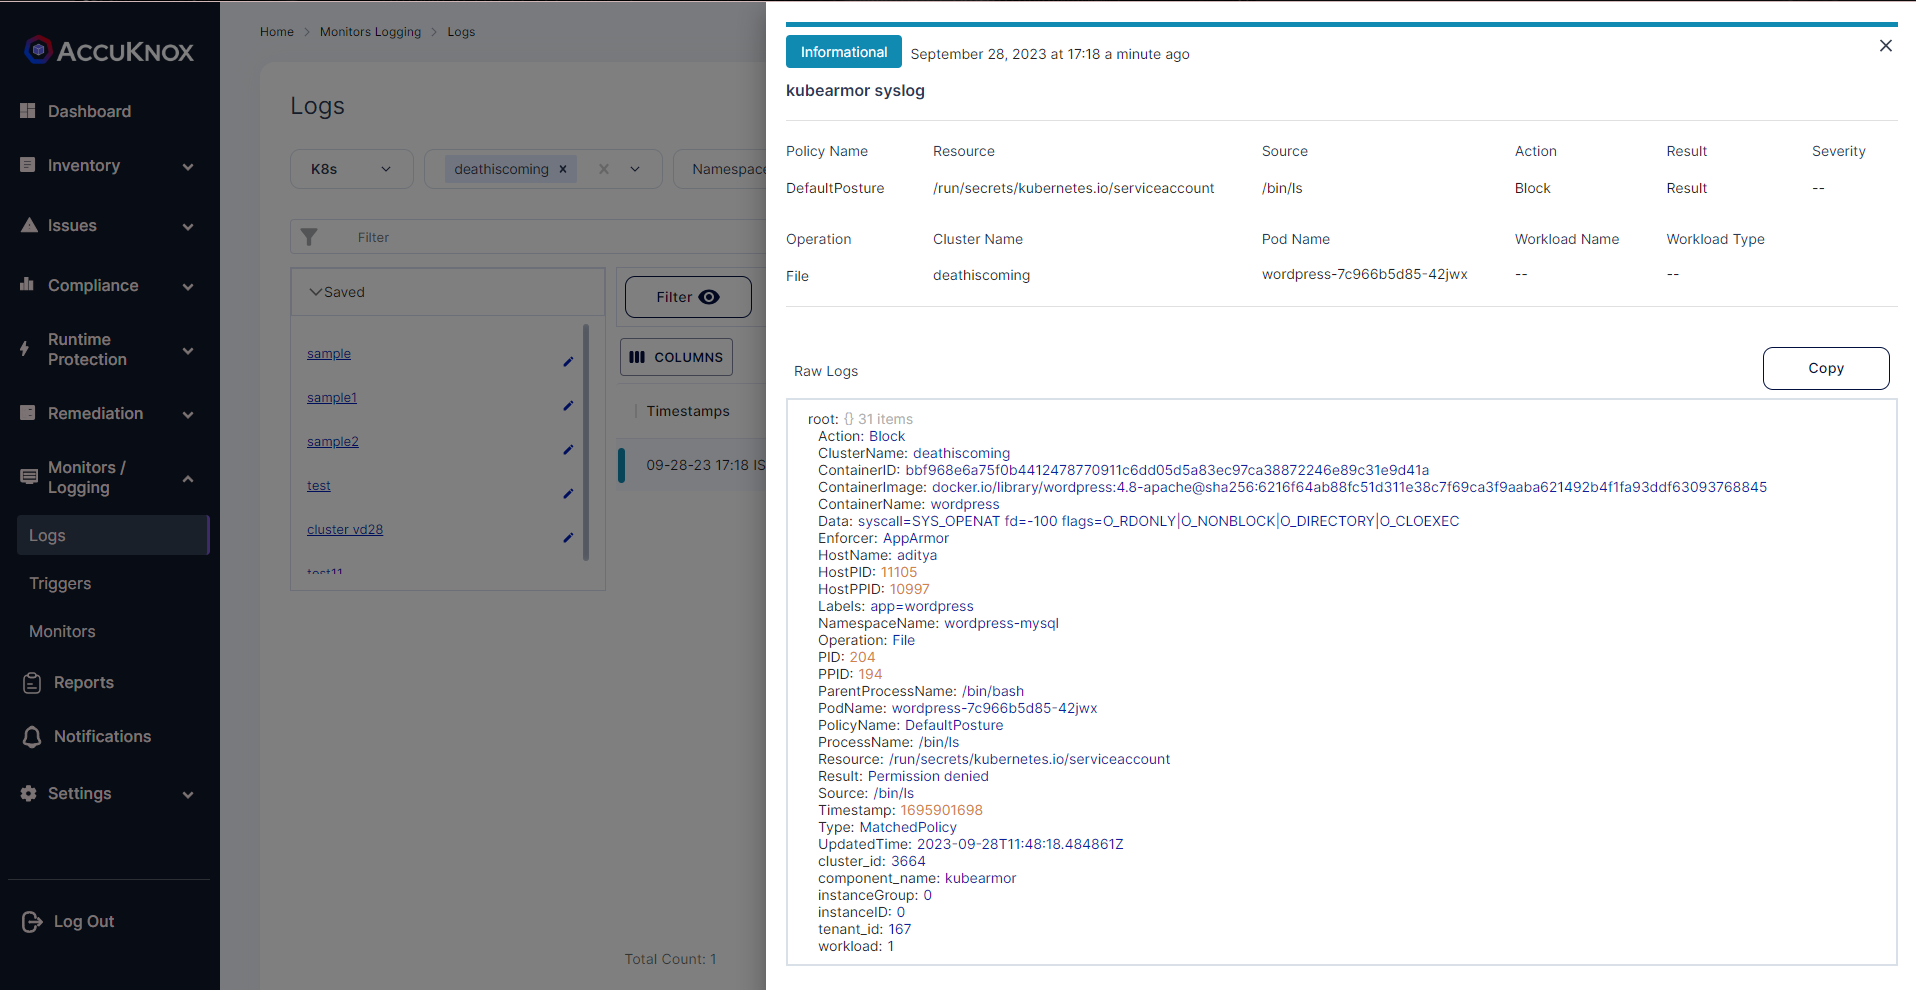 ACCUKNOX
Dashboard
Inventory
Issues
Compliance
Runtime
Protection
Remediation
Monitors /
Logging
Logs
Triggers
Monitors
Reports
Notifications
Settings
Log Out
Home > Monitors Logging > Logs
Logs
K8s
deathiscoming x
Namespace
Filter
Saved
sample
sample1
sample2
test
cluster vd28
test11
Filter
COLUMNS
Timestamps
09-28-23 17:18 IS
Total Count: 1
Informational September 28, 2023 at 17:18 a minute ago
kubearmor syslog
Policy Name Resource Source Action Result Severity
DefaultPosture /run/secrets/kubernetes.io/serviceaccount /bin/ls Block Result --
Operation Cluster Name Pod Name Workload Name Workload Type
File deathiscoming wordpress-7c966b5d85-42jwx -- --
Raw Logs
Copy
root: {} 31 items
Action: Block
ClusterName: deathiscoming
ContainerID: bbf968e6a75f0b4412478770911c6dd05d5a83ec97ca38872246e89c31e9d41a
ContainerImage: docker.io/library/wordpress:4.8-apache@sha256:6216f64ab88fc51d311e38c7f69ca3f9aaba621492b4f1fa93ddf63093768845
ContainerName: wordpress
Data: syscall=SYS_OPENAT fd=-100 flags=O_RDONLY|O_NONBLOCK|O_DIRECTORY|O_CLOEXEC
Enforcer: AppArmor
HostName: aditya
HostPID: 11105
HostPPID: 10997
Labels: app=wordpress
NamespaceName: wordpress-mysql
Operation: File
PID: 204
PPID: 194
ParentProcessName: /bin/bash
PodName: wordpress-7c966b5d85-42jwx
PolicyName: DefaultPosture
ProcessName: /bin/ls
Resource: /run/secrets/kubernetes.io/serviceaccount
Result: Permission denied
Source: /bin/ls
Timestamp: 1695901698
Type: MatchedPolicy
UpdatedTime: 2023-09-28T11:48:18.484861Z
cluster_id: 3664
component_name: kubearmor
instanceGroup: 0
instanceID: 0
tenant_id: 167
workload: 1